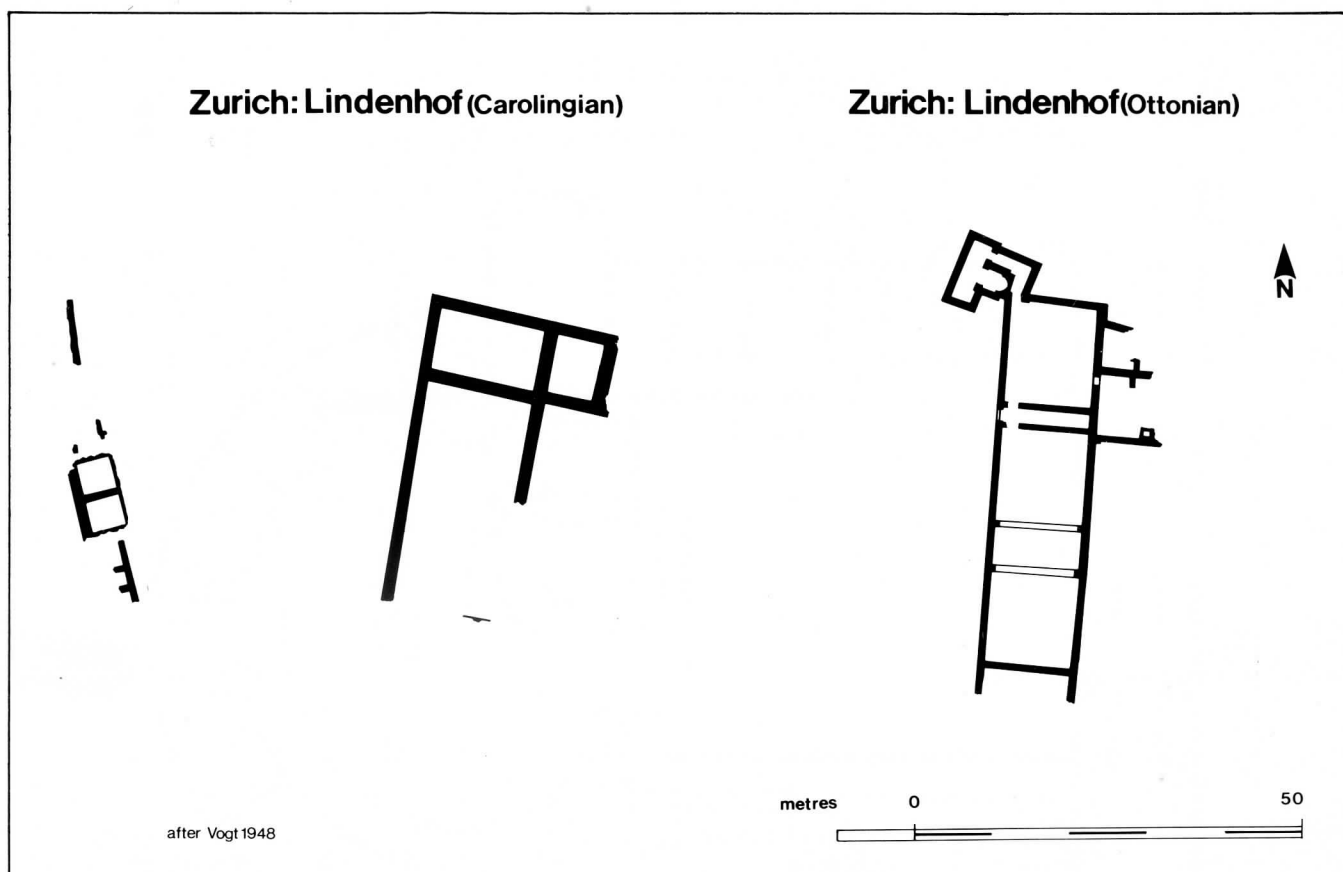 Zurich: Lindenhof (Carolingian)
Zurich: Lindenhof (Ottonian)
N
metres 0 50
after Vogt 1948